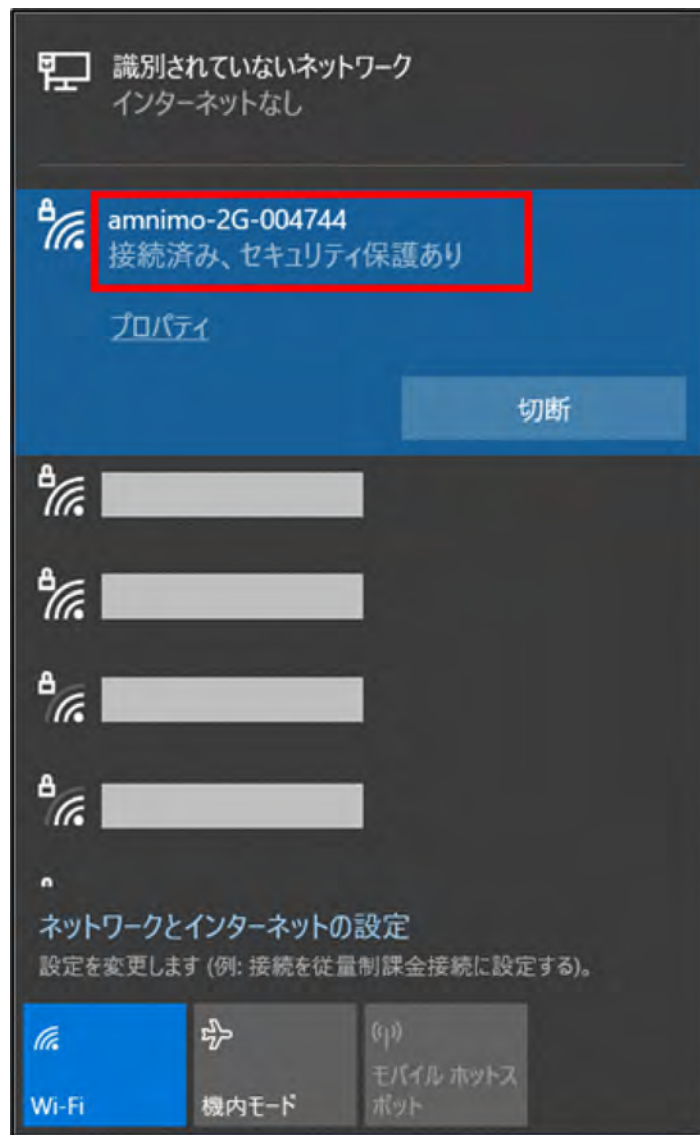 識別されていないネットワーク
インターネットなし
amnimo-2G-004744
接続済み、セキュリティ保護あり
プロパティ
切断
ネットワークとインターネットの設定
設定を変更します (例: 接続を従量制課金接続に設定する)。
Wi-Fi
機内モード
モバイル ホットス
ポット